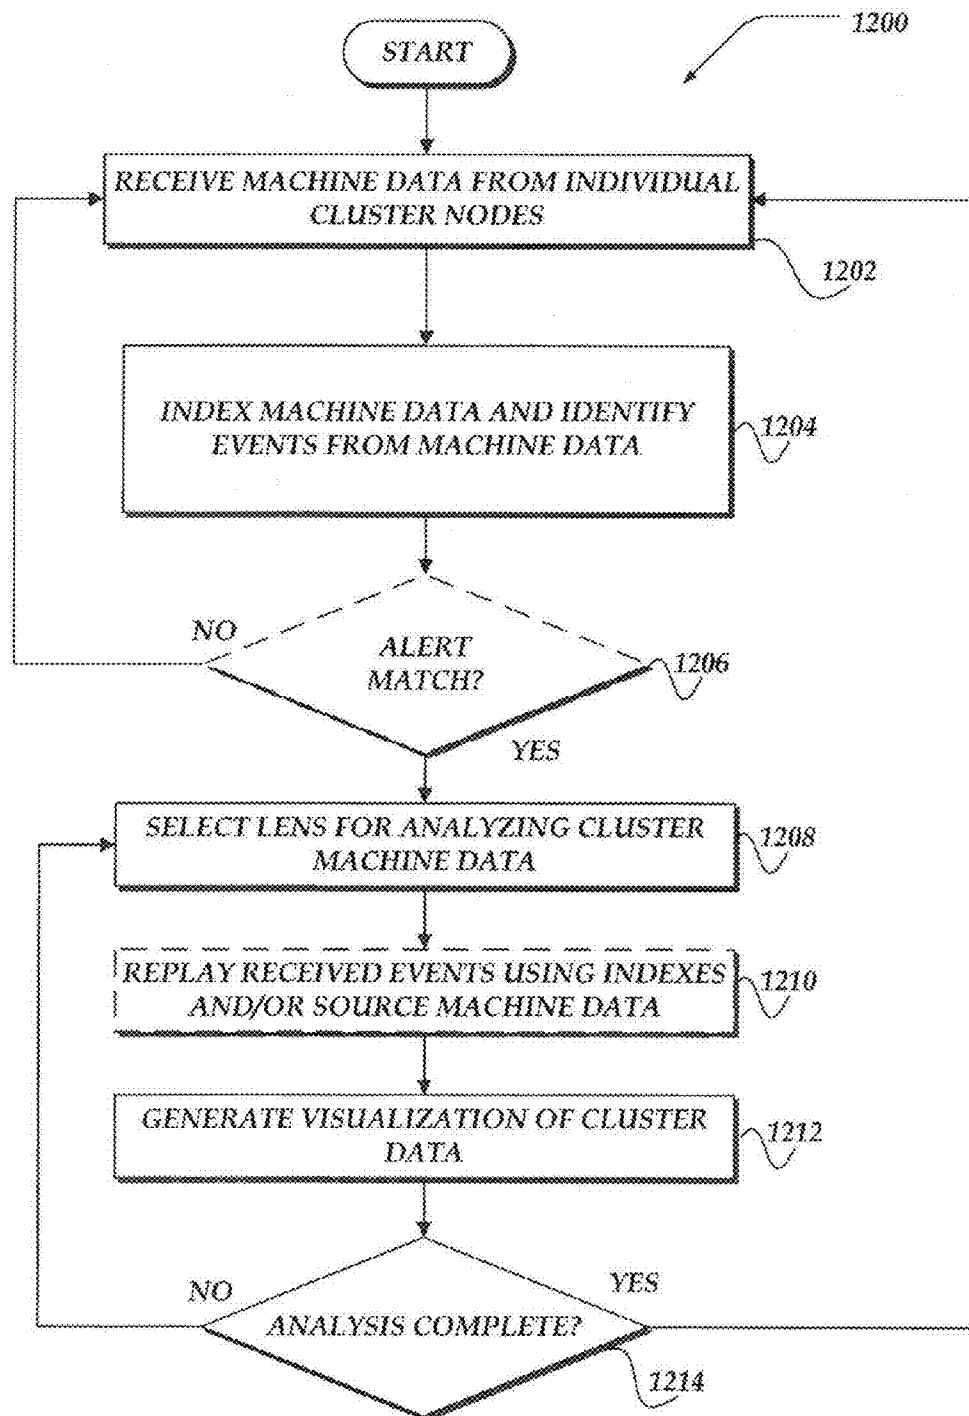 1200
START
RECEIVE MACHINE DATA FROM INDIVIDUAL
CLUSTER NODES
1202
INDEX MACHINE DATA AND IDENTIFY
EVENTS FROM MACHINE DATA
1204
NO
ALERT
MATCH?
1206
YES
SELECT LENS FOR ANALYZING CLUSTER
MACHINE DATA
1208
REPLAY RECEIVED EVENTS USING INDEXES
AND/OR SOURCE MACHINE DATA
1210
GENERATE VISUALIZATION OF CLUSTER
DATA
1212
NO
YES
ANALYSIS COMPLETE?
1214